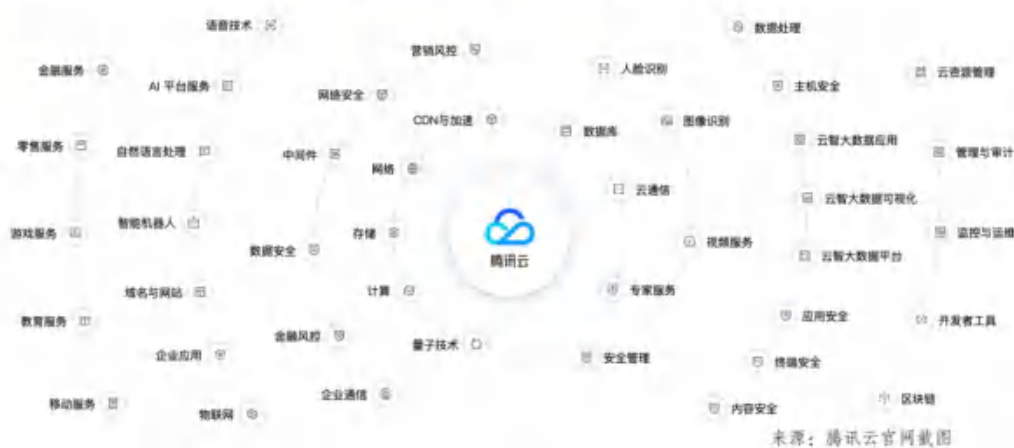 语音技术
数据处理
营销风控
金融服务
人脸识别
云资源管理
AI 平台服务
主机安全
网络安全
CDN与加速
图像识别
数据库
云智大数据应用
零售服务
自然语言处理
中间件
管理与审计
网络
云通信
云智大数据可视化
智能机器人
游戏服务
存储
监控与运维
视频服务
数据安全
云智大数据平台
腾讯云
域名与网站
计算
专家服务
教育服务
应用安全
开发者工具
金融风控
量子技术
企业应用
安全管理
终端安全
企业通信
区块链
移动服务
内容安全
物联网
来源：腾讯云官网截图